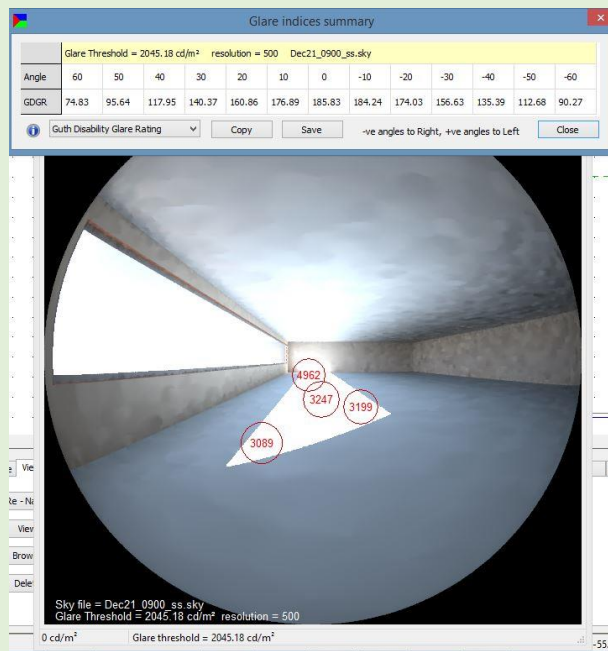 Glare indices summary
Glare Threshold = 2045.18 cd/m² resolution = 500 Dec21_0900_ss.sky
Angle 60 50 40 30 20 10 0 -10 -20 -30 -40 -50 -60
GDGR 74.83 95.64 117.95 140.37 160.86 176.89 185.83 184.24 174.03 156.63 135.39 112.68 90.27
Guth Disability Glare Rating Copy Save -ve angles to Right, +ve angles to Left Close
4962
3247
3199
3089
View
Brow
Dele
Sky file = Dec21_0900_ss.sky
Glare Threshold = 2045.18 cd/m² resolution = 500
0 cd/m² Glare threshold = 2045.18 cd/m²
-55.